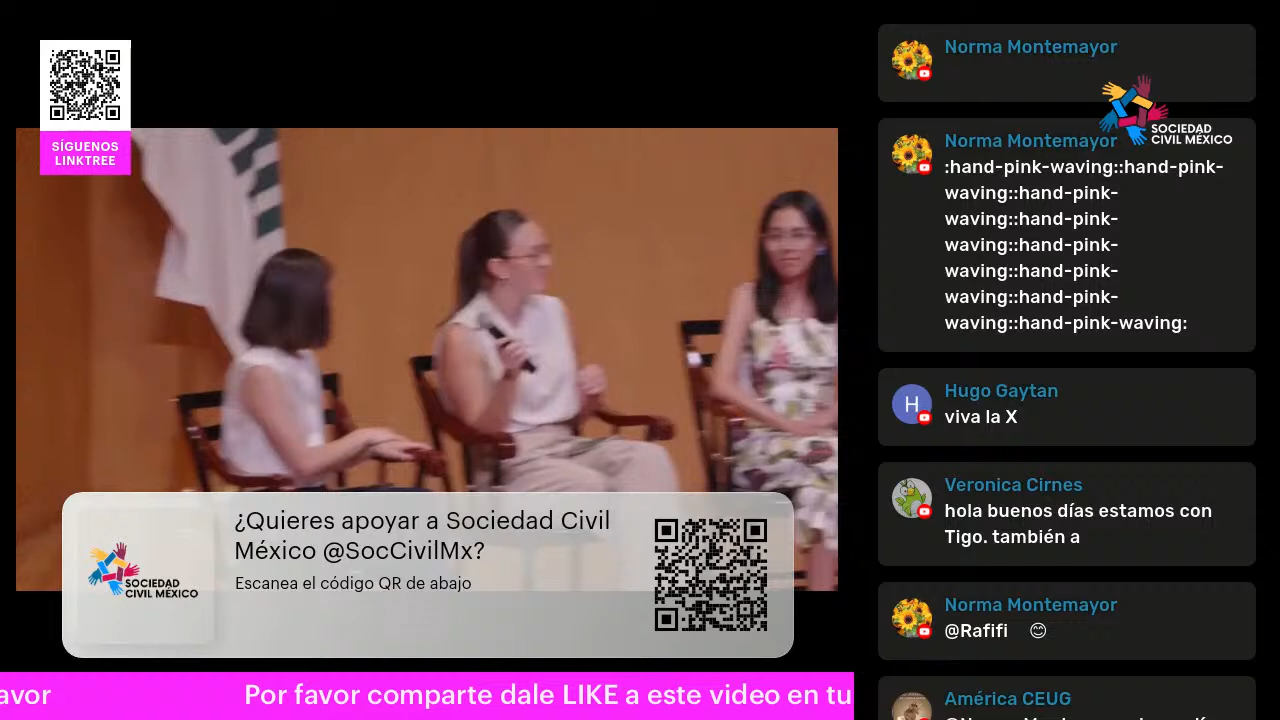 SÍGUENOS
LINKTREE
¿Quieres apoyar a Sociedad Civil
México @SocCivilMx?
Escanea el código QR de abajo
SOCIEDAD
CIVIL MÉXICO
avor
Por favor comparte dale LIKE a este video en tu
Norma Montemayor
SOCIEDAD
CIVIL MÉXICO
Norma Montemayor
:hand-pink-waving::hand-pink-
waving::hand-pink-
waving::hand-pink-
waving::hand-pink-
waving::hand-pink-
waving::hand-pink-
waving::hand-pink-waving:
H
Hugo Gaytan
viva la X
Veronica Cirnes
hola buenos días estamos con
Tigo. también a
Norma Montemayor
@Rafifi 😊
América CEUG